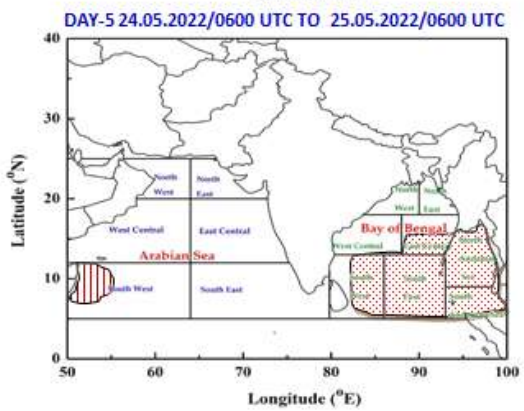 DAY-5 24.05.2022/0600 UTC TO 25.05.2022/0600 UTC
Latitude (°N)
40
30
20
10
0
North West
North East
West Central
East Central
Arabian Sea
South West
South East
North West
North East
Bay of Bengal
West Central
South
50 60 70 80 90 100
Longitude (°E)